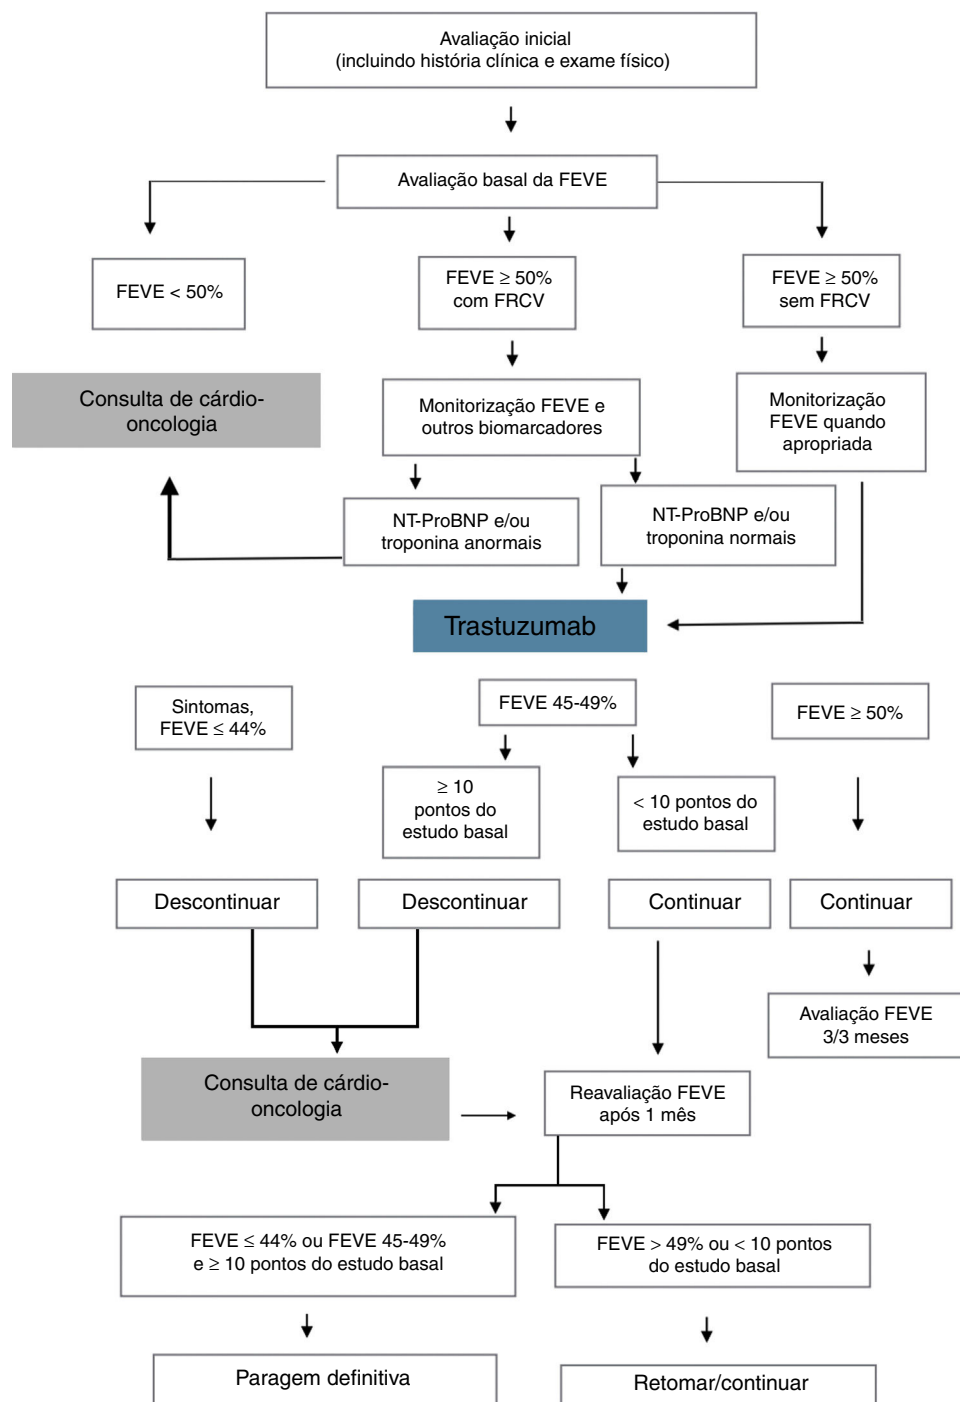 Avaliação inicial
(incluindo história clínica e exame físico)
Avaliação basal da FEVE
FEVE < 50%
FEVE ≥ 50%
com FRCV
FEVE ≥ 50%
sem FRCV
Consulta de cárdio-
oncologia
Monitorização FEVE e
outros biomarcadores
Monitorização
FEVE quando
apropriada
NT-ProBNP e/ou
troponina anormais
NT-ProBNP e/ou
troponina normais
Trastuzumab
Sintomas,
FEVE ≤ 44%
FEVE 45-49%
FEVE ≥ 50%
≥ 10
pontos do
estudo basal
< 10 pontos do
estudo basal
Descontinuar
Descontinuar
Continuar
Continuar
Avaliação FEVE
3/3 meses
Consulta de cárdio-
oncologia
Reavaliação FEVE
após 1 mês
FEVE ≤ 44% ou FEVE 45-49%
e ≥ 10 pontos do estudo basal
FEVE > 49% ou < 10 pontos
do estudo basal
Paragem definitiva
Retomar/continuar